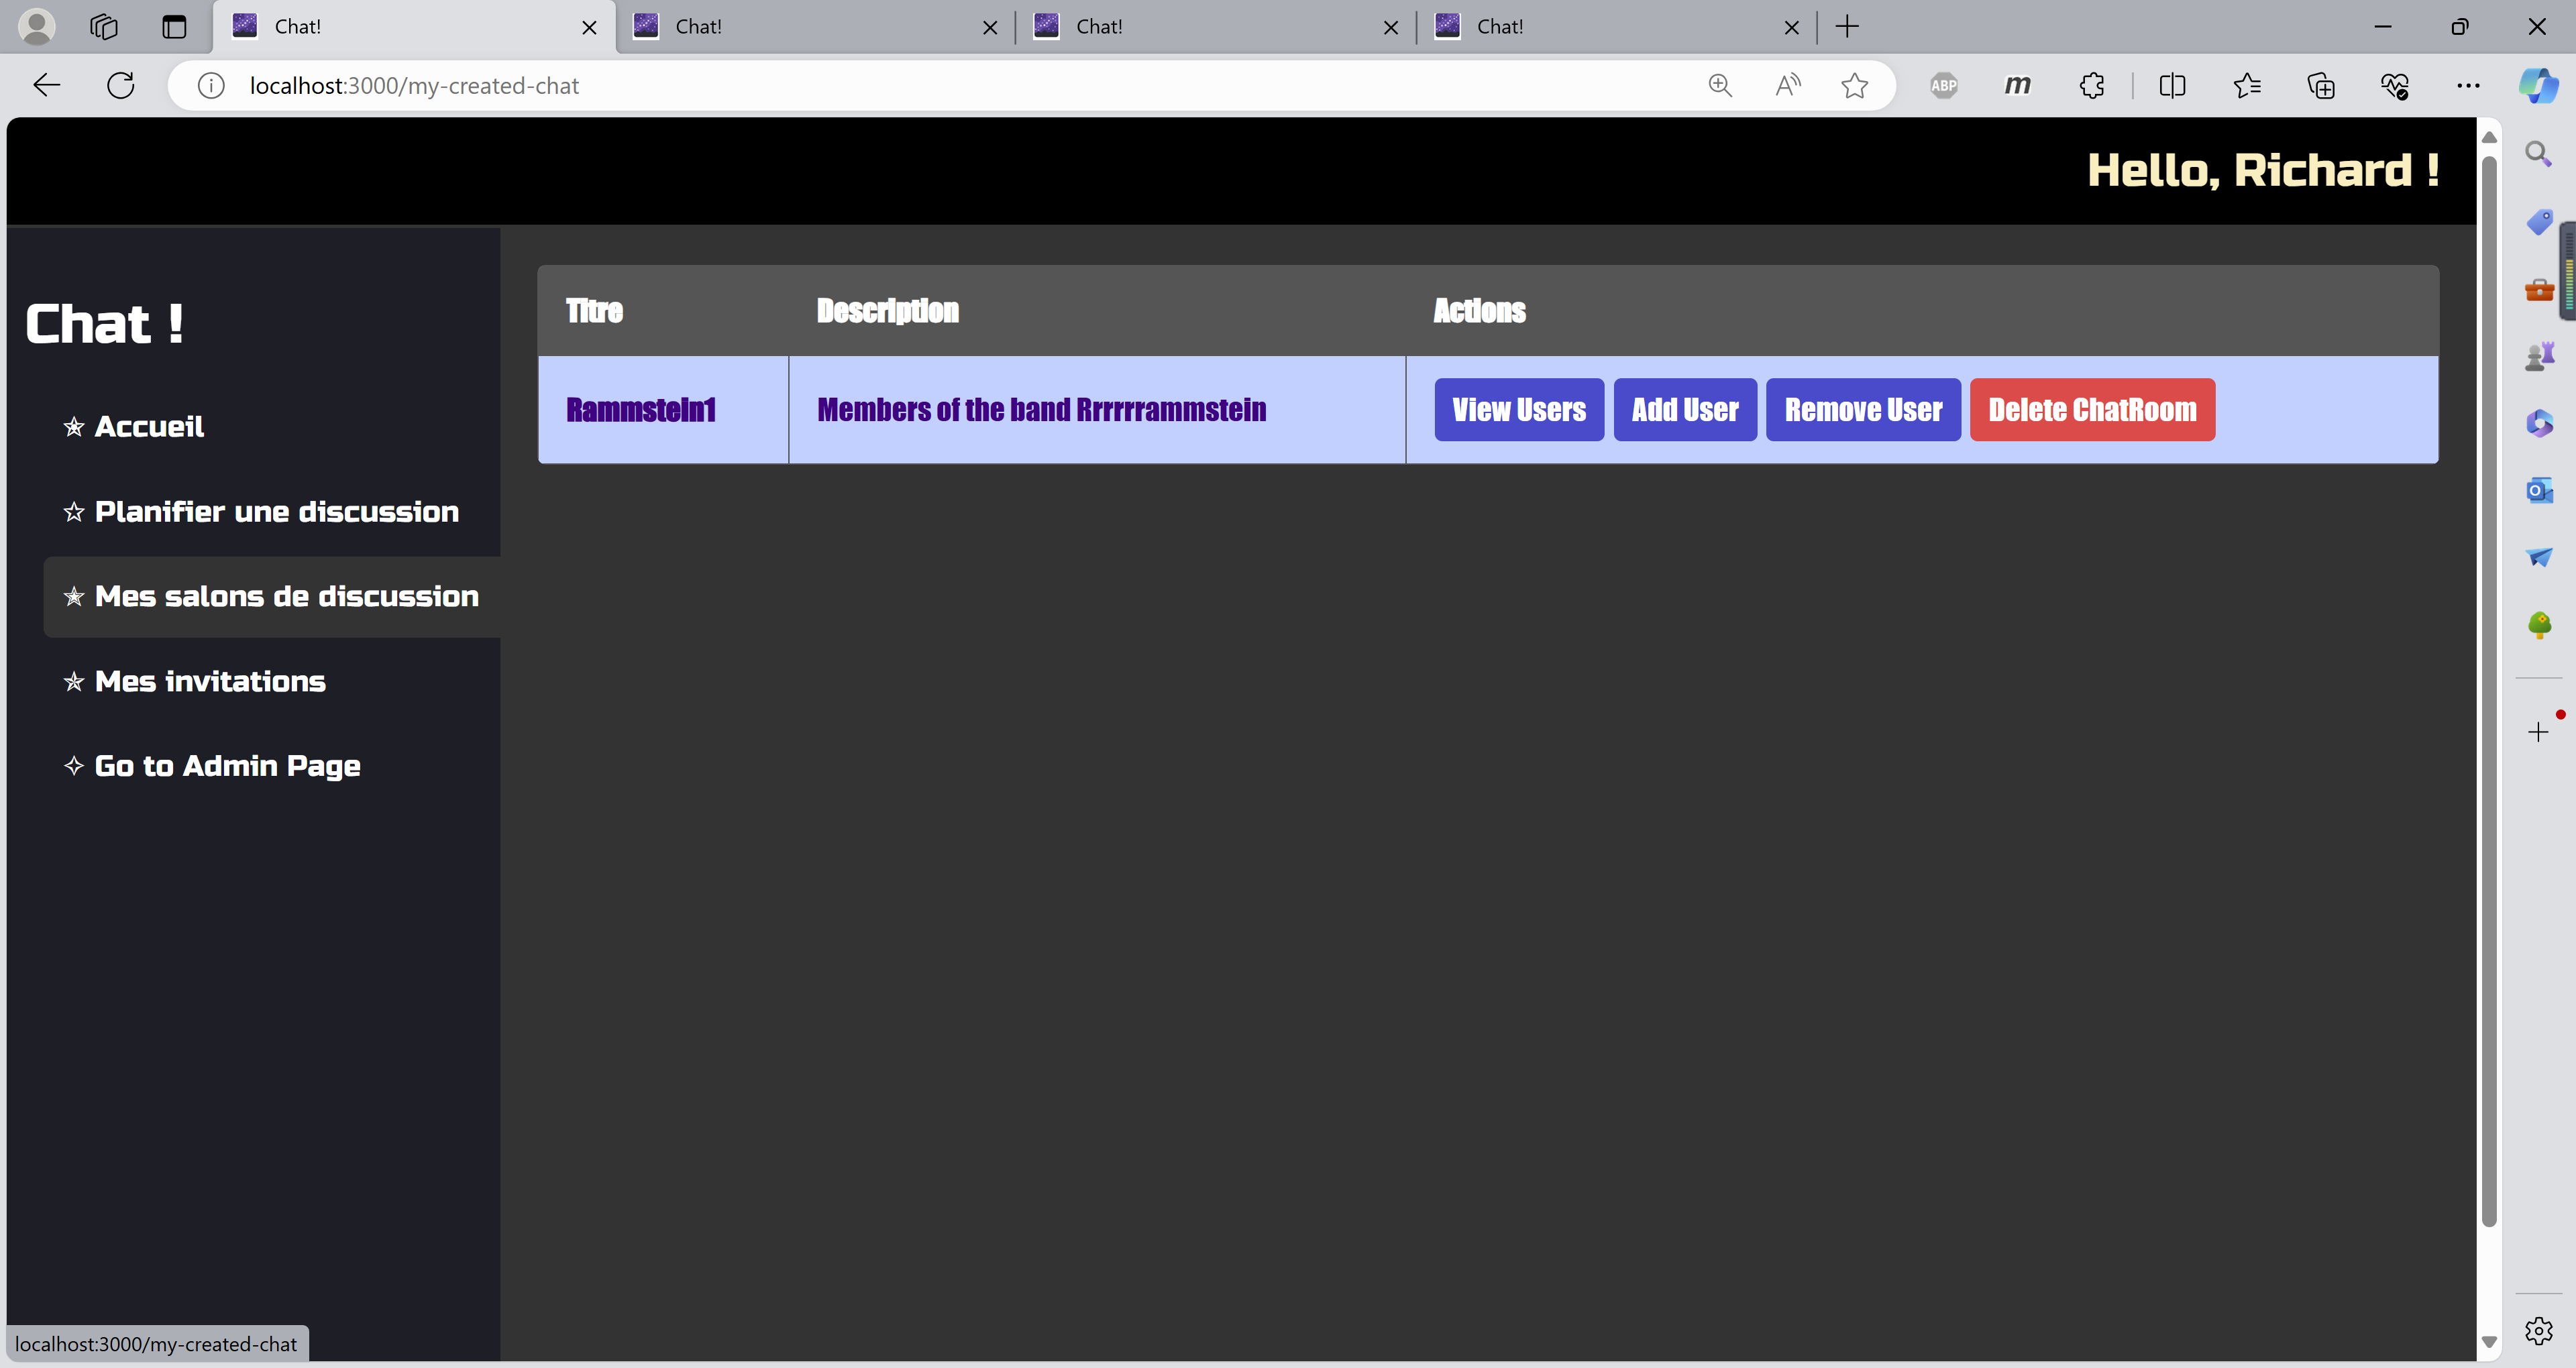 Chat!
Chat!
Chat!
Chat!
localhost:3000/my-created-chat
ABP
m
Hello, Richard !
Chat !
✯ Accueil
☆ Planifier une discussion
✯ Mes salons de discussion
✯ Mes invitations
✧ Go to Admin Page
Titre Description Actions
Rammstein1 Members of the band Rrrrrrammstein View Users Add User Remove User Delete ChatRoom
localhost:3000/my-created-chat